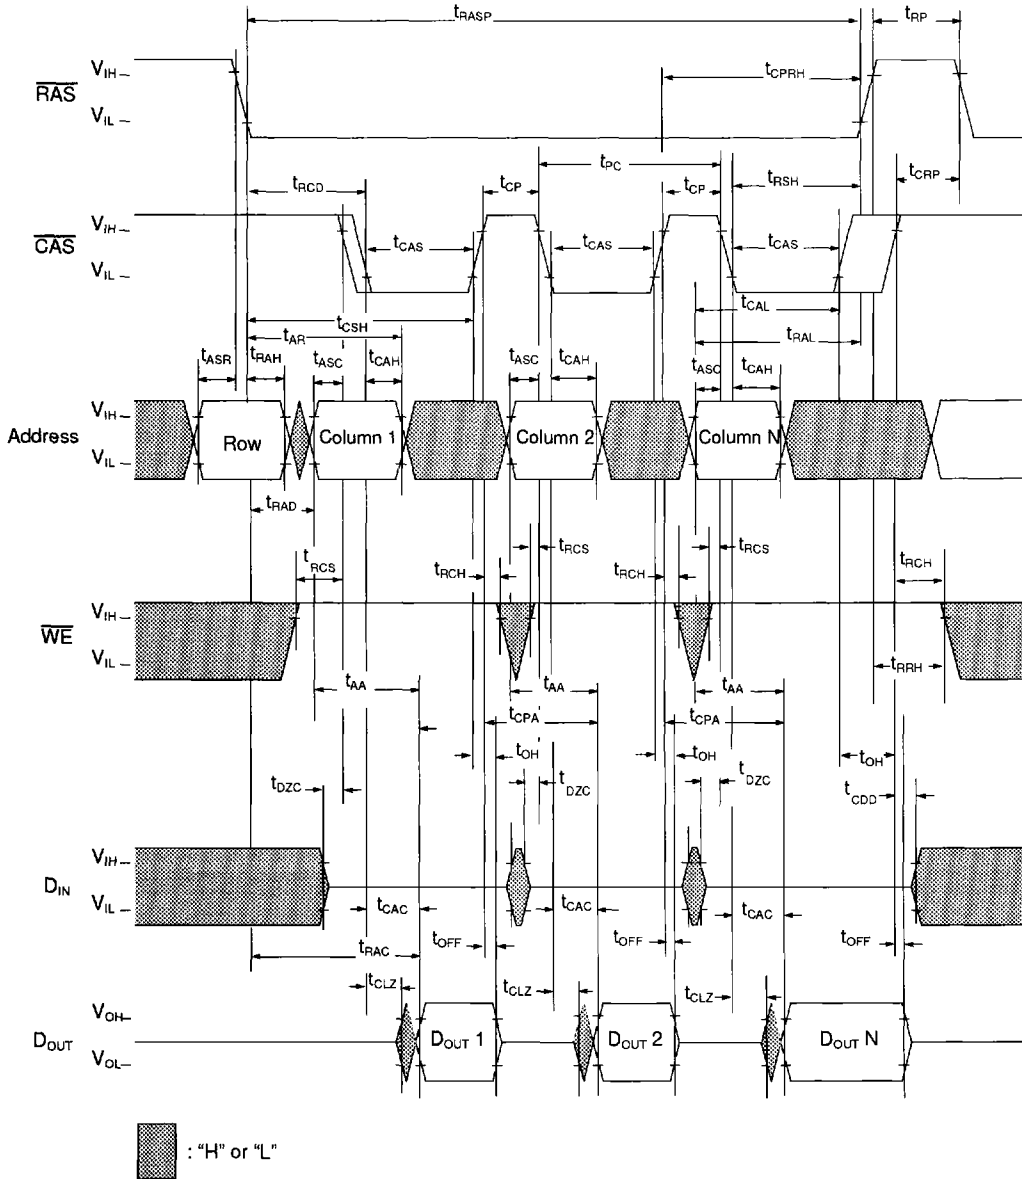 tRASP tRP
VIH
RAS
VIL
tCPRH
tRCD tCP tPC tCP tRSH tCRP
VIH
CAS
VIL
tCAS tCAS tCAS
tCSH tCAL
tAR tRAL
tASR tRAH tASC tCAH tASC tCAH tASC tCAH
VIH
Address Row Column 1 Column 2 Column N
VIL
tRAD
tRCS tRCH tRCS tRCH tRCS tRCH
VIH
WE
VIL
tRRH
tAA tAA tAA
tCPA tCPA
tOH tOH tOH
tDZC tDZC tDZC tCDD
VIH
DIN
VIL
tCAC tCAC tCAC
tRAC tOFF tOFF tOFF
tCLZ tCLZ tCLZ
VOH
DOUT DOUT 1 DOUT 2 DOUT N
VOL
: "H" or "L"